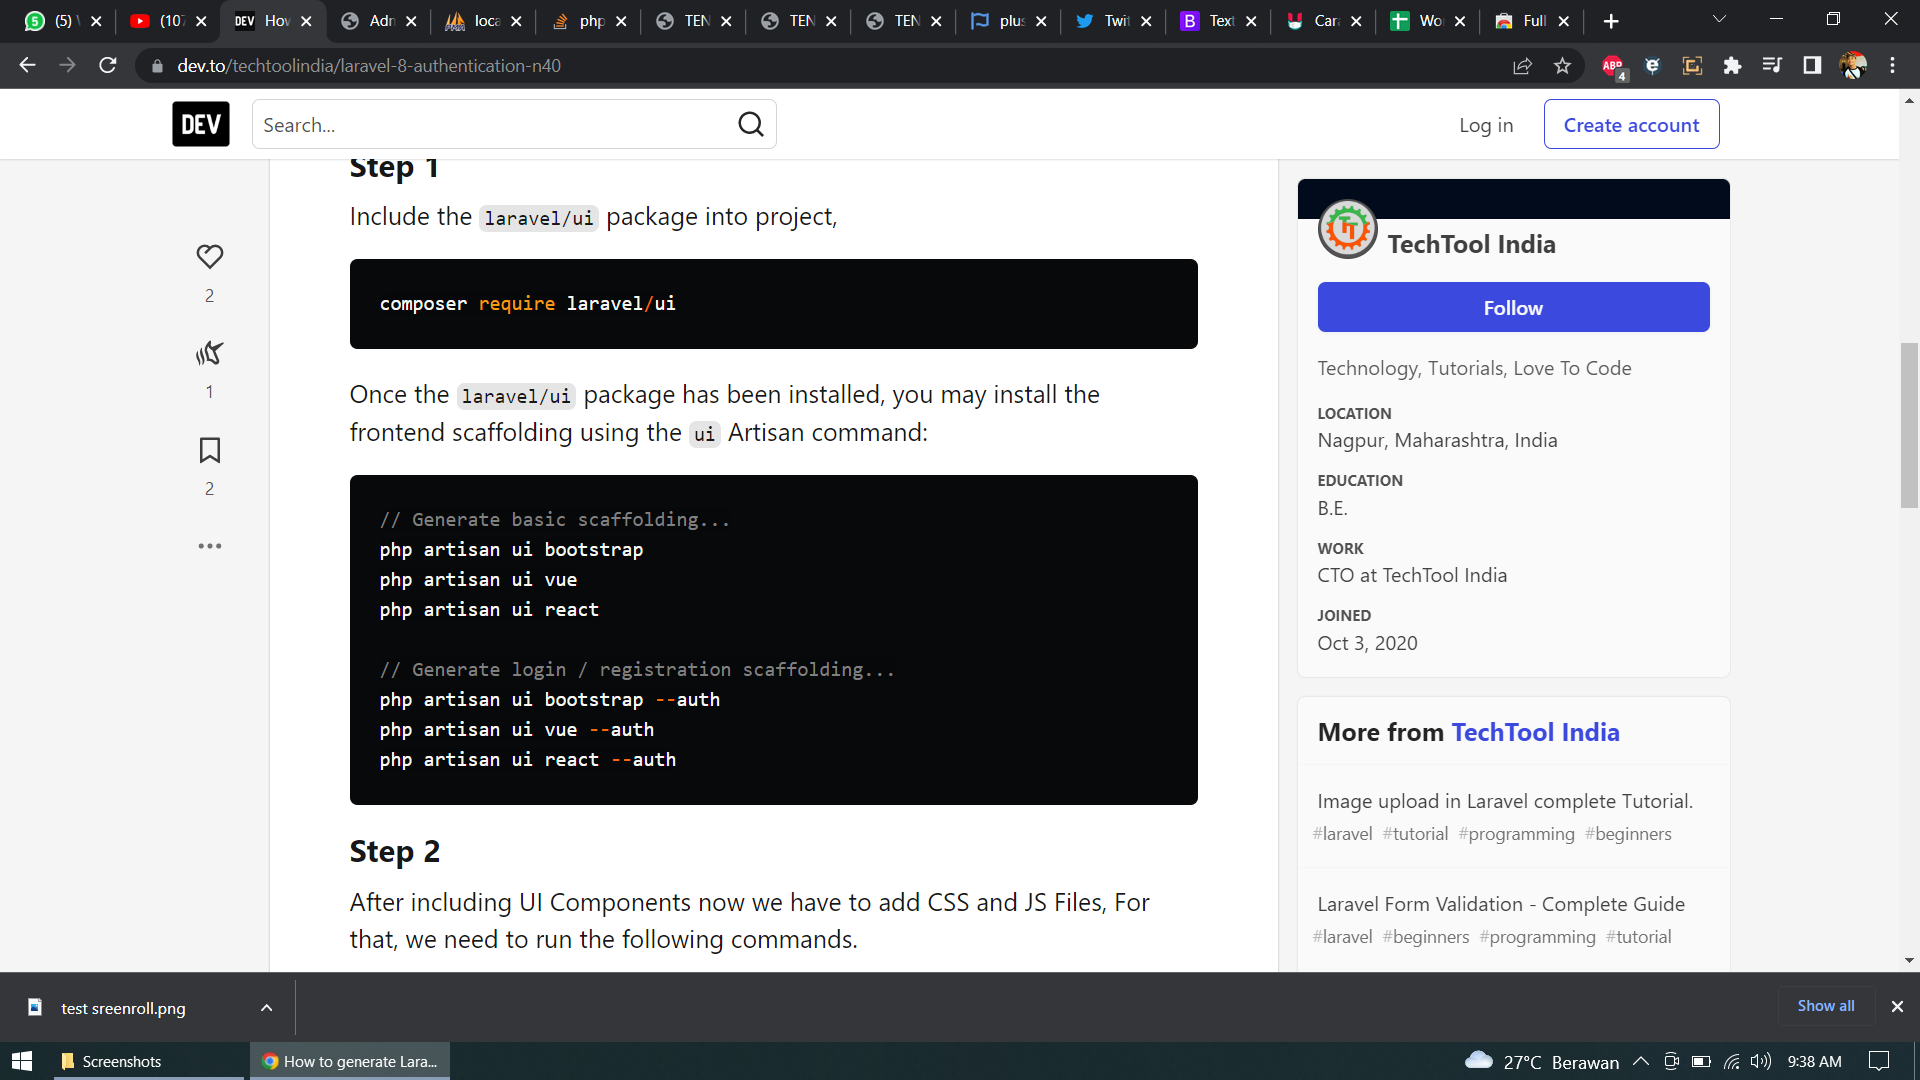 (5) \
(107
DEV Hov
Adn
loca
php
TEN
TEN
TEN
plus
Twit
B Text
Car
Wo
Full
dev.to/techtoolindia/laravel-8-authentication-n40
ABP
4
DEV
Search...
Log in
Create account
Step 1
Include the laravel/ui package into project,
composer require laravel/ui
Once the laravel/ui package has been installed, you may install the
frontend scaffolding using the ui Artisan command:
// Generate basic scaffolding...
php artisan ui bootstrap
php artisan ui vue
php artisan ui react
// Generate login / registration scaffolding...
php artisan ui bootstrap --auth
php artisan ui vue --auth
php artisan ui react --auth
Step 2
After including UI Components now we have to add CSS and JS Files, For
that, we need to run the following commands.
2
1
2
TT
TechTool India
Follow
Technology, Tutorials, Love To Code
LOCATION
Nagpur, Maharashtra, India
EDUCATION
B.E.
WORK
CTO at TechTool India
JOINED
Oct 3, 2020
More from TechTool India
Image upload in Laravel complete Tutorial.
#laravel #tutorial #programming #beginners
Laravel Form Validation - Complete Guide
#laravel #beginners #programming #tutorial
test sreenroll.png
Show all
Screenshots
How to generate Lara...
27°C Berawan
9:38 AM